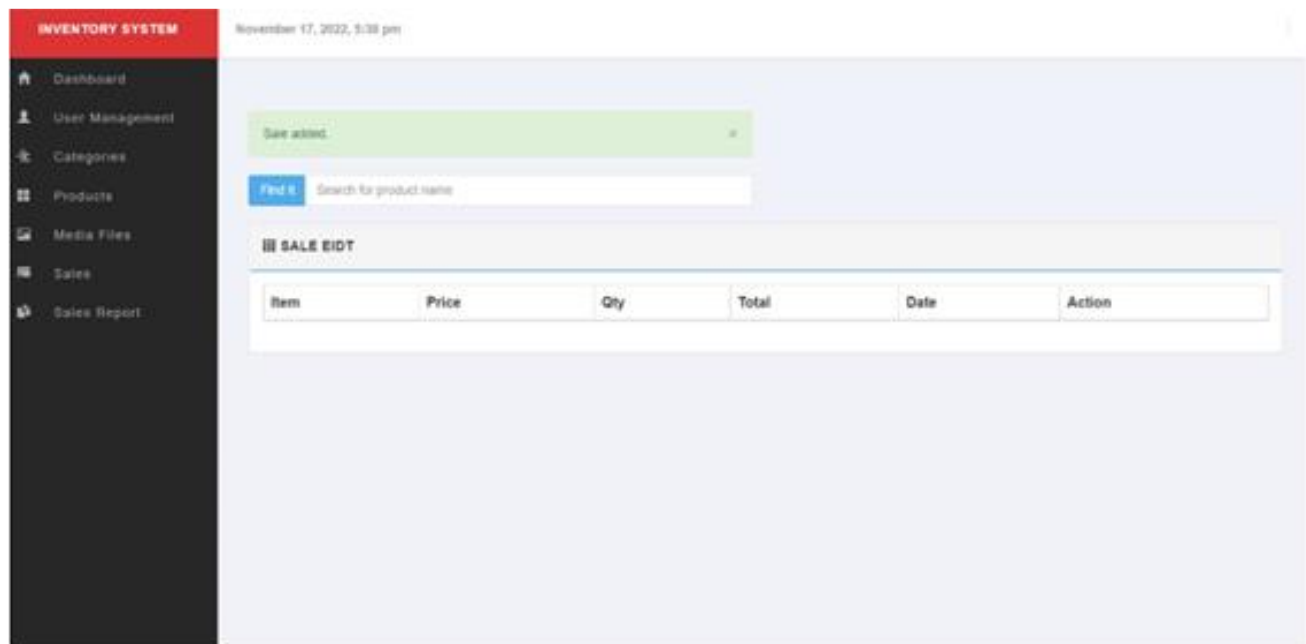 INVENTORY SYSTEM
November 17, 2022, 5:38 pm
Dashboard
User Management
Categories
Products
Media Files
Sales
Sales Report
Sale added.
×
Find It
Search for product name
SALE EIDT
Item Price Qty Total Date Action